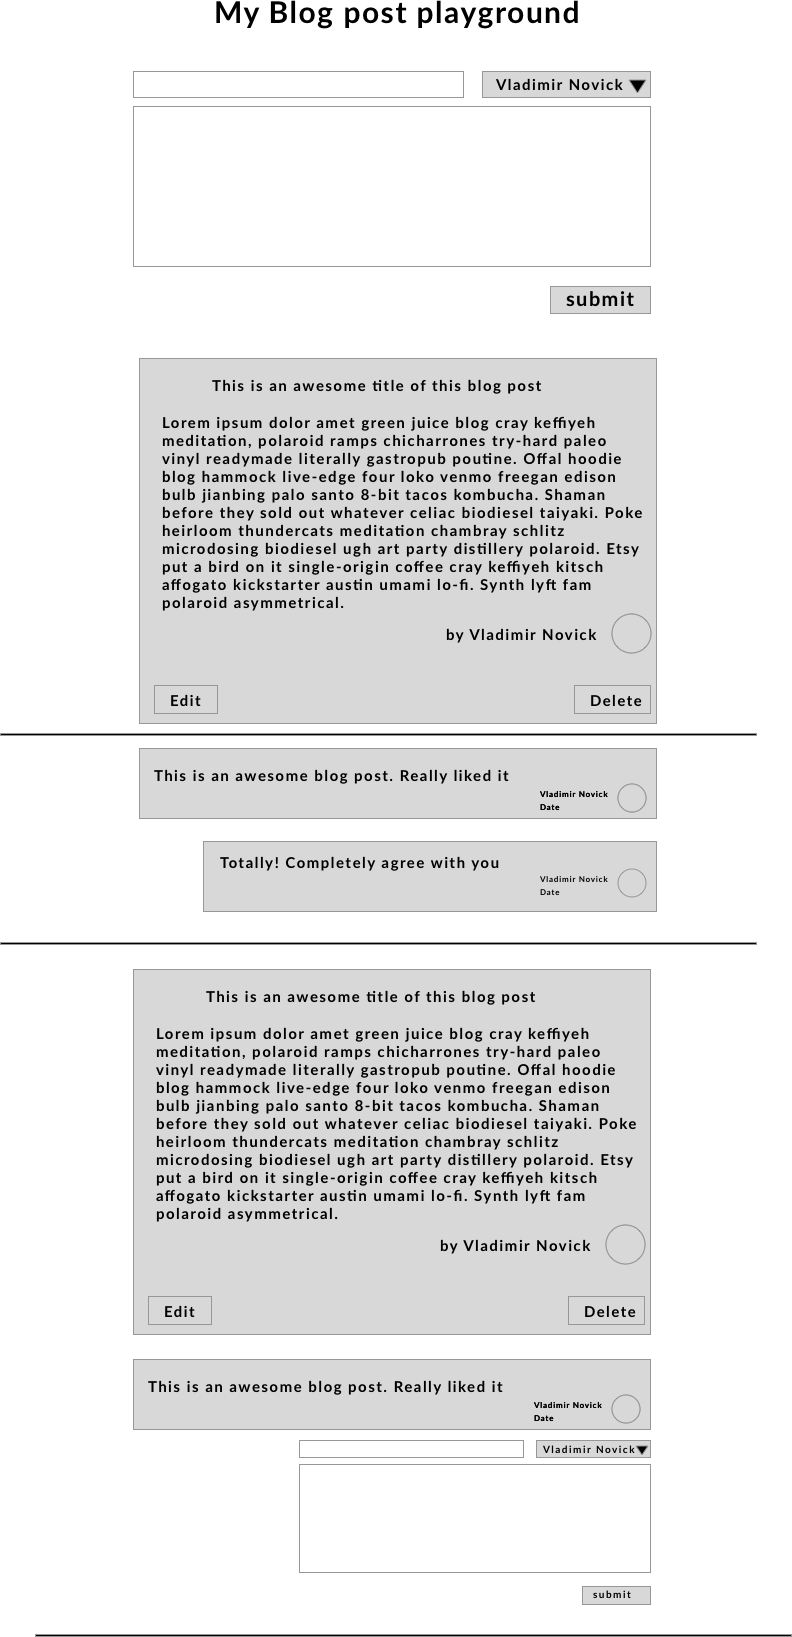 My Blog post playground
Vladimir Novick
submit
This is an awesome title of this blog post
Lorem ipsum dolor amet green juice blog cray keffiyeh
meditation, polaroid ramps chicharrones try-hard paleo
vinyl readymade literally gastropub poutine. Offal hoodie
blog hammock live-edge four loko venmo freegan edison
bulb jianbing palo santo 8-bit tacos kombucha. Shaman
before they sold out whatever celiac biodiesel taiyaki. Poke
heirloom thundercats meditation chambray schlitz
microdosing biodiesel ugh art party distillery polaroid. Etsy
put a bird on it single-origin coffee cray keffiyeh kitsch
affogato kickstarter austin umami lo-fi. Synth lyft fam
polaroid asymmetrical.
by Vladimir Novick
Edit
Delete
This is an awesome blog post. Really liked it
Vladimir Novick
Date
Totally! Completely agree with you
Vladimir Novick
Date
This is an awesome title of this blog post
Lorem ipsum dolor amet green juice blog cray keffiyeh
meditation, polaroid ramps chicharrones try-hard paleo
vinyl readymade literally gastropub poutine. Offal hoodie
blog hammock live-edge four loko venmo freegan edison
bulb jianbing palo santo 8-bit tacos kombucha. Shaman
before they sold out whatever celiac biodiesel taiyaki. Poke
heirloom thundercats meditation chambray schlitz
microdosing biodiesel ugh art party distillery polaroid. Etsy
put a bird on it single-origin coffee cray keffiyeh kitsch
affogato kickstarter austin umami lo-fi. Synth lyft fam
polaroid asymmetrical.
by Vladimir Novick
Edit
Delete
This is an awesome blog post. Really liked it
Vladimir Novick
Date
Vladimir Novick
submit